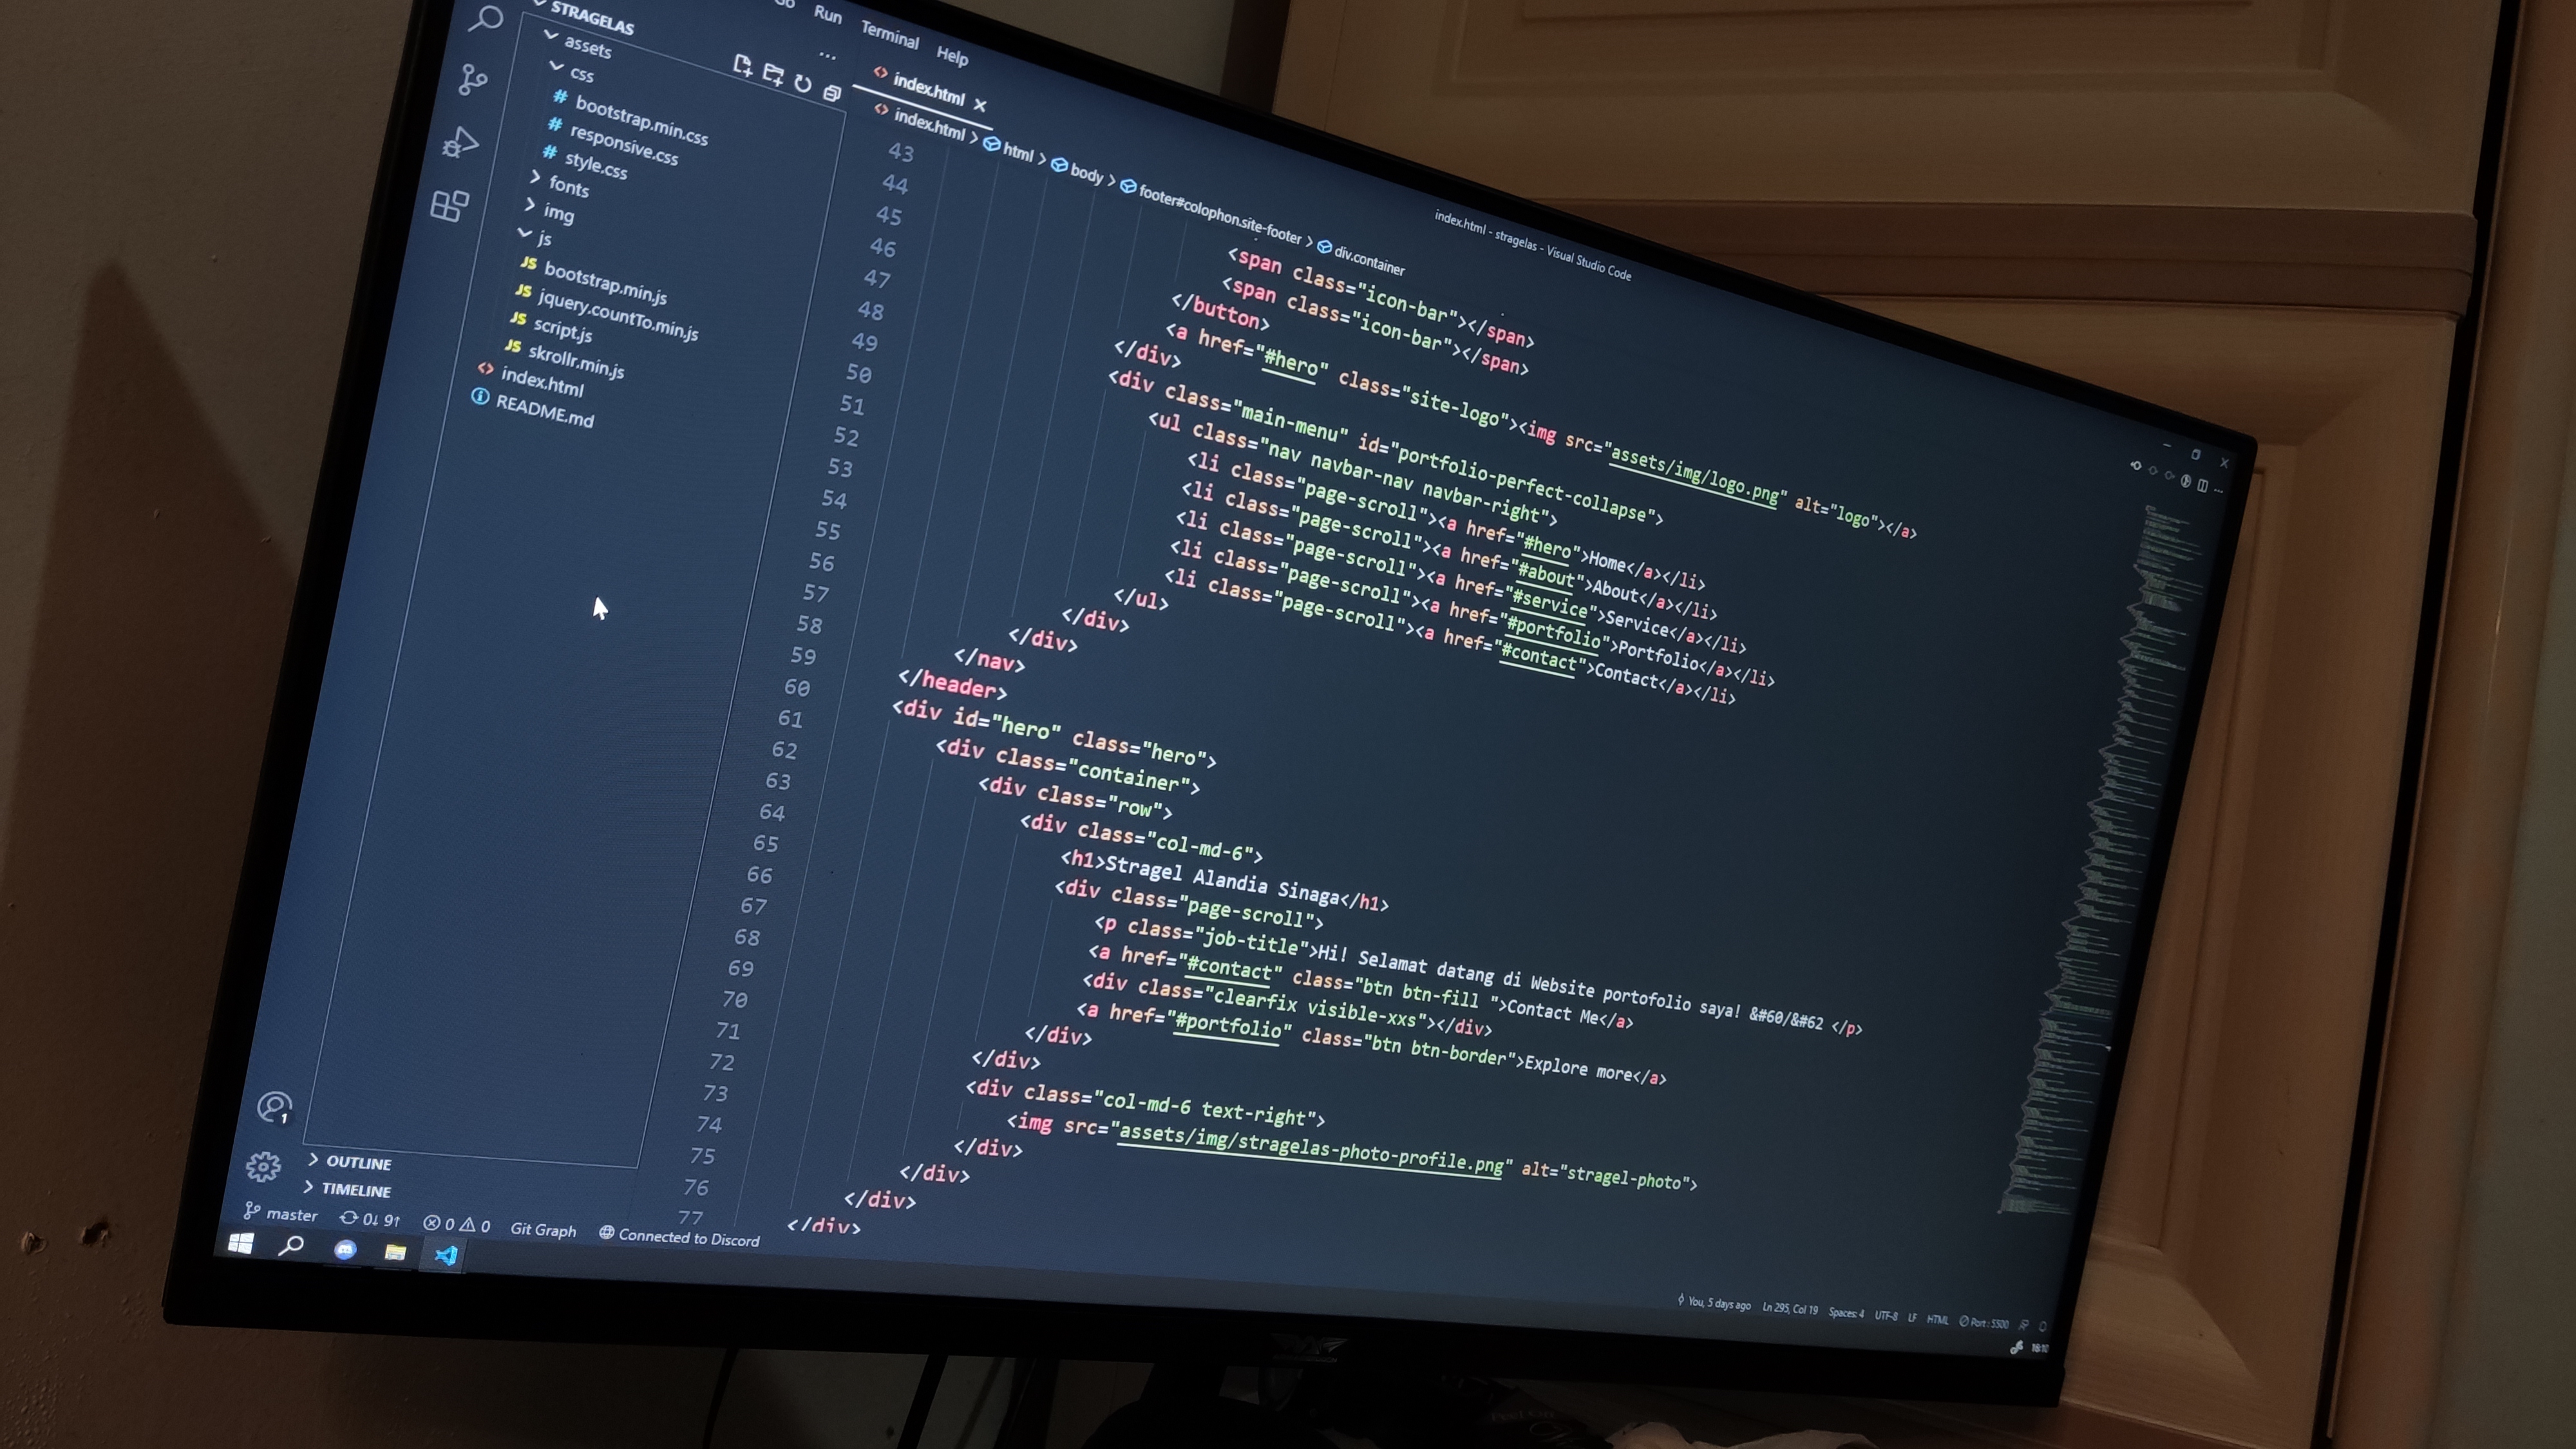 Run Terminal Help
index.html - stragelas - Visual Studio Code
STRAGELAS
assets
css
bootstrap.min.css
responsive.css
style.css
fonts
img
js
JS bootstrap.min.js
JS jquery.countTo.min.js
JS script.js
JS skrollr.min.js
index.html
README.md
OUTLINE
TIMELINE
index.html
index.html > html > body > footer#colophon.site-footer > div.container
43
44
45
46
47
48
49
50
51
52
53
54
55
56
57
58
59
60
61
62
63
64
65
66
67
68
69
70
71
72
73
74
75
76
77
<span class="icon-bar"></span>
<span class="icon-bar"></span>
</button>
<a href="#hero" class="site-logo"><img src="assets/img/logo.png" alt="logo"></a>
</div>
<div class="main-menu" id="portfolio-perfect-collapse">
<ul class="nav navbar-nav navbar-right">
<li class="page-scroll"><a href="#hero">Home</a></li>
<li class="page-scroll"><a href="#about">About</a></li>
<li class="page-scroll"><a href="#service">Service</a></li>
<li class="page-scroll"><a href="#portfolio">Portfolio</a></li>
<li class="page-scroll"><a href="#contact">Contact</a></li>
</ul>
</div>
</div>
</nav>
</header>
<div id="hero" class="hero">
<div class="container">
<div class="row">
<div class="col-md-6">
<h1>Stragel Alandia Sinaga</h1>
<div class="page-scroll">
<p class="job-title">Hi! Selamat datang di Website portofolio saya! &#60/&#62 </p>
<a href="#contact" class="btn btn-fill ">Contact Me</a>
<div class="clearfix visible-xxs"></div>
<a href="#portfolio" class="btn btn-border">Explore more</a>
</div>
</div>
<div class="col-md-6 text-right">
<img src="assets/img/stragelas-photo-profile.png" alt="stragel-photo">
</div>
</div>
</div>
</div>
1
master 0↓ 9↑ 0 0 Git Graph Connected to Discord
You, 5 days ago Ln 295, Col 19 Spaces: 4 UTF-8 LF HTML Port : 5500